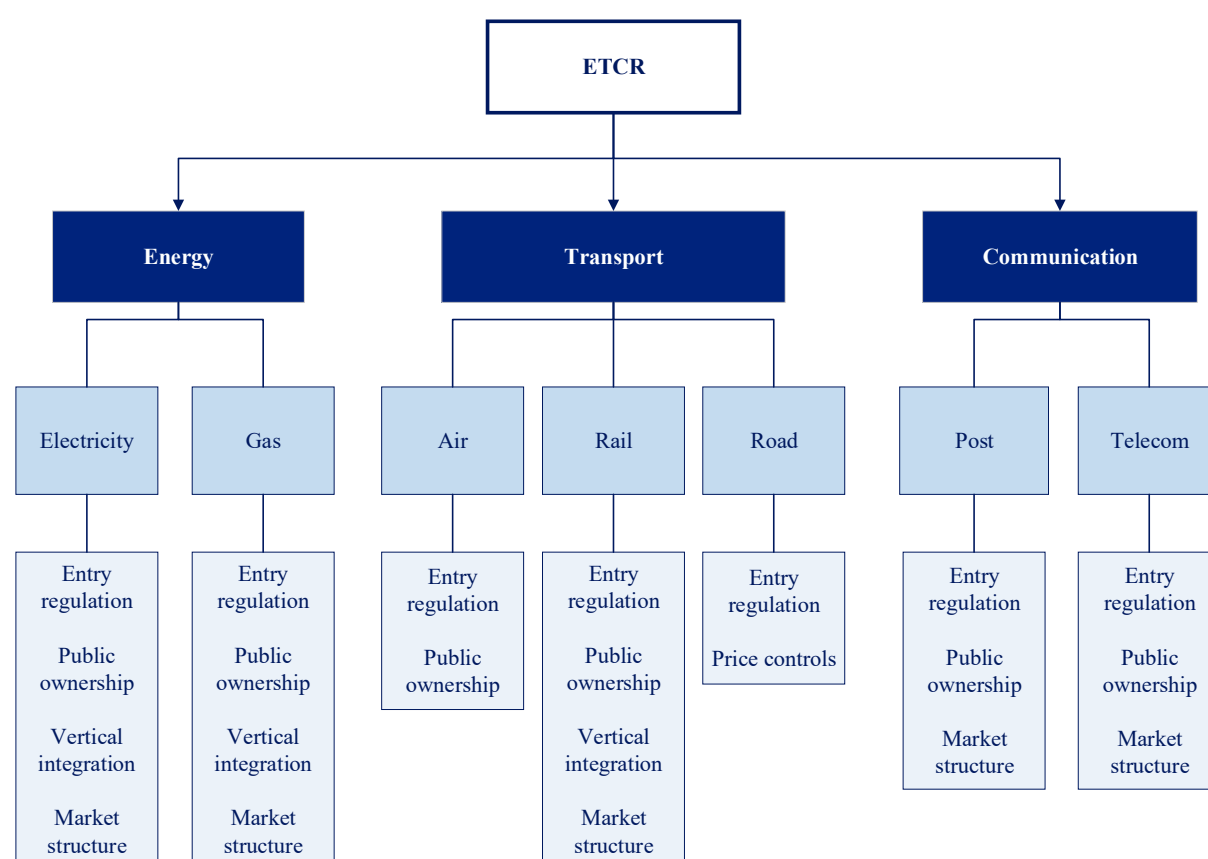 ETCR
Energy
Transport
Communication
Electricity
Gas
Air
Rail
Road
Post
Telecom
Entry
regulation
Public
ownership
Vertical
integration
Market
structure
Entry
regulation
Public
ownership
Vertical
integration
Market
structure
Entry
regulation
Public
ownership
Entry
regulation
Public
ownership
Vertical
integration
Market
structure
Entry
regulation
Price controls
Entry
regulation
Public
ownership
Market
structure
Entry
regulation
Public
ownership
Market
structure